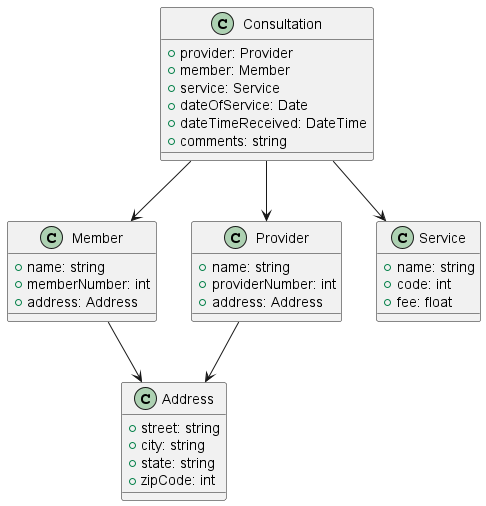 C Consultation
provider: Provider
member: Member
service: Service
dateOfService: Date
dateTimeReceived: DateTime
comments: string
C Member
name: string
memberNumber: int
address: Address
C Provider
name: string
providerNumber: int
address: Address
C Service
name: string
code: int
fee: float
C Address
street: string
city: string
state: string
zipCode: int